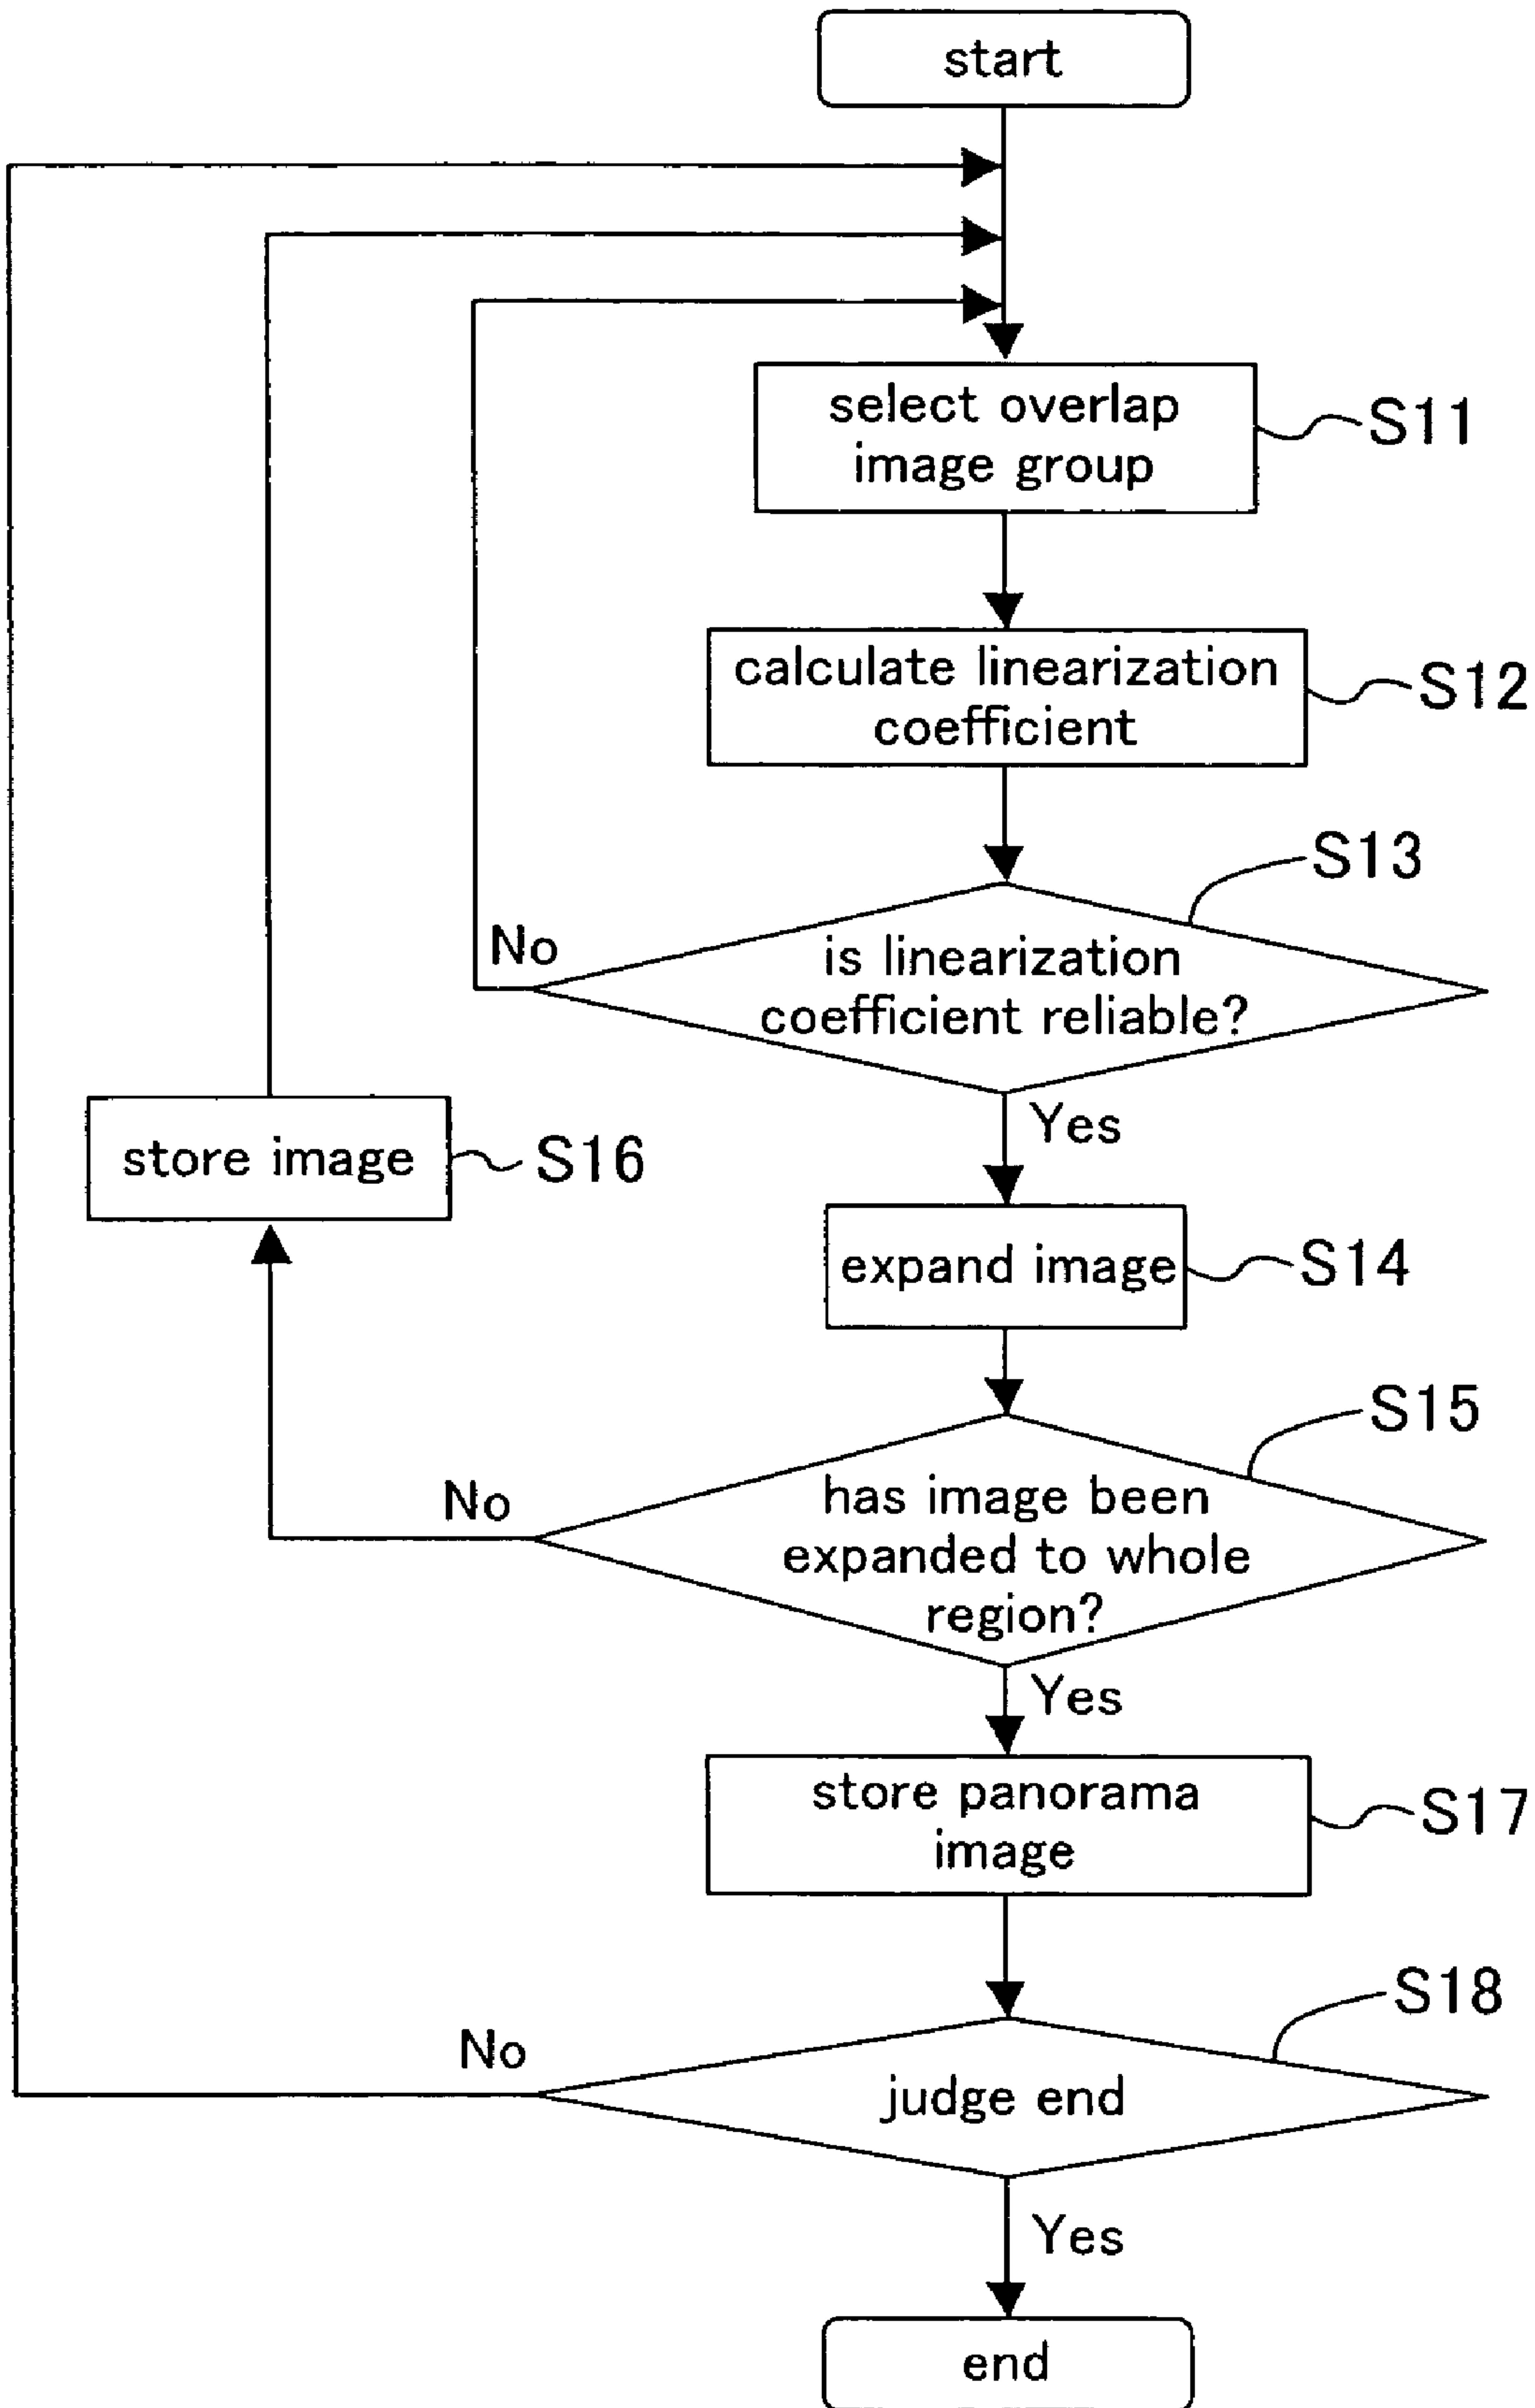 start
select overlap
image group
S11
calculate linearization
coefficient
S12
S13
No
is linearization
coefficient reliable?
Yes
store image
S16
expand image
S14
S15
No
has image been
expanded to whole
region?
Yes
store panorama
image
S17
S18
No
judge end
Yes
end